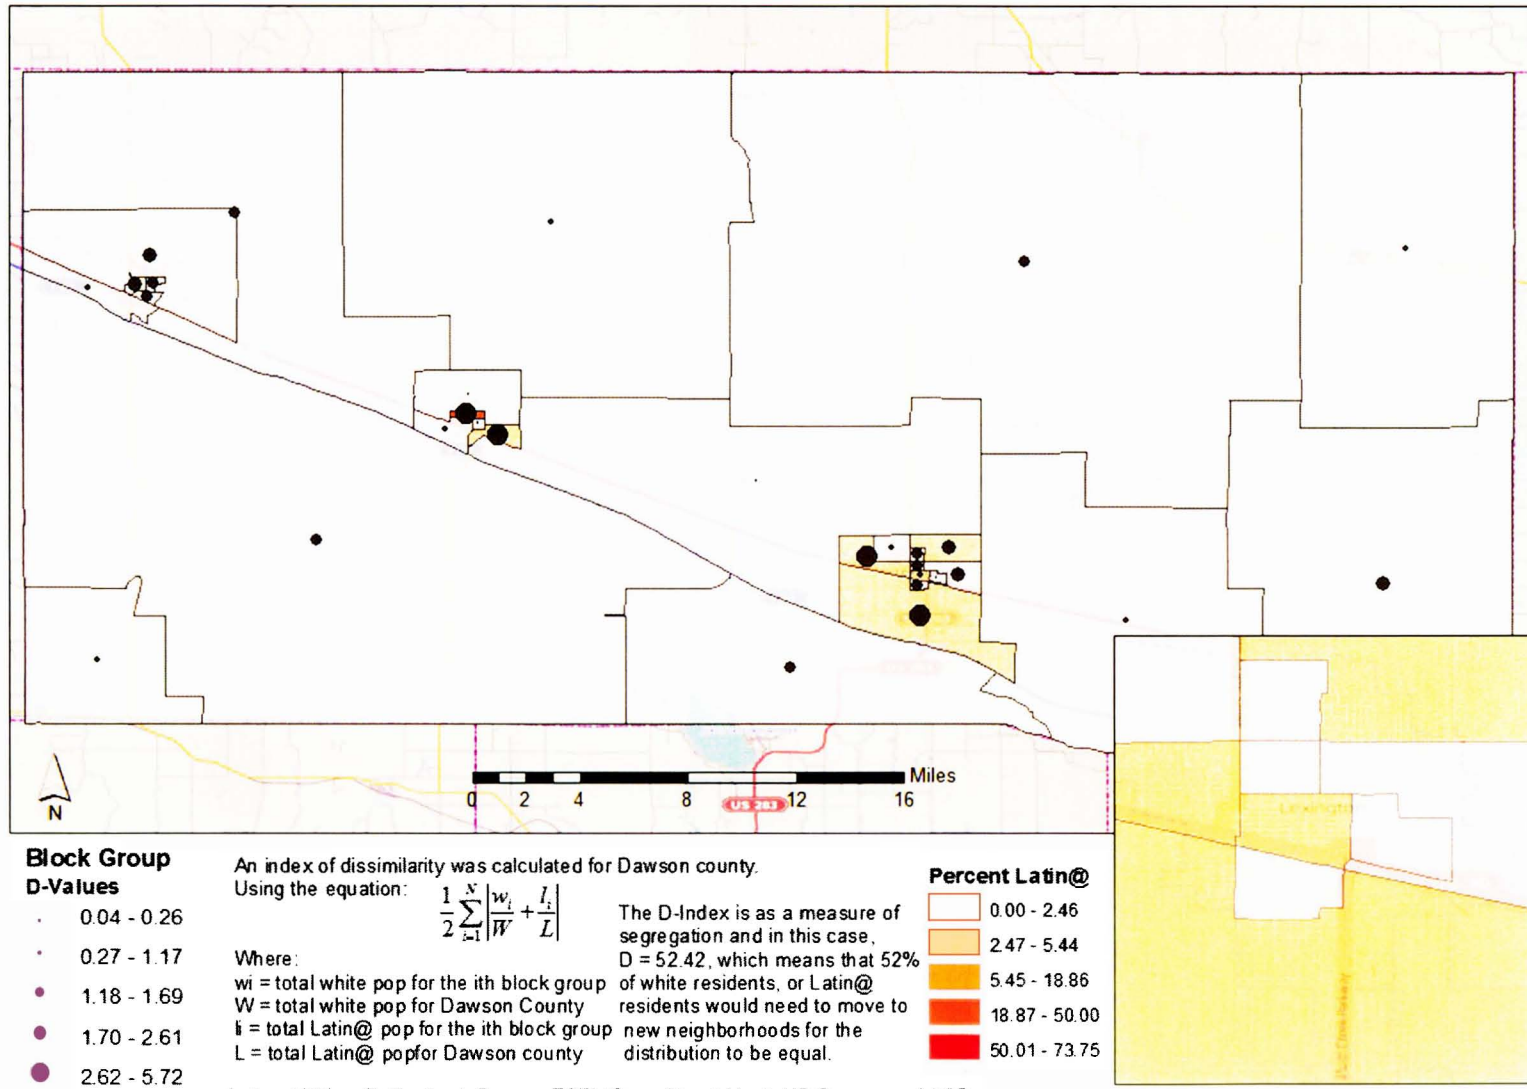 Miles
0 2 4 8 12 16
US 283
N
Lexington
Block Group
D-Values
0.04 - 0.26
0.27 - 1.17
1.18 - 1.69
1.70 - 2.61
2.62 - 5.72
An index of dissimilarity was calculated for Dawson county.
Using the equation:
1/2 N∑i=1 |wi/W + li/L|
Where:
wi = total white pop for the ith block group
W = total white pop for Dawson County
li = total Latin@ pop for the ith block group
L = total Latin@ popfor Dawson county
The D-Index is as a measure of
segregation and in this case,
D = 52.42, which means that 52%
of white residents, or Latin@
residents would need to move to
new neighborhoods for the
distribution to be equal.
Percent Latin@
0.00 - 2.46
2.47 - 5.44
5.45 - 18.86
18.87 - 50.00
50.01 - 73.75